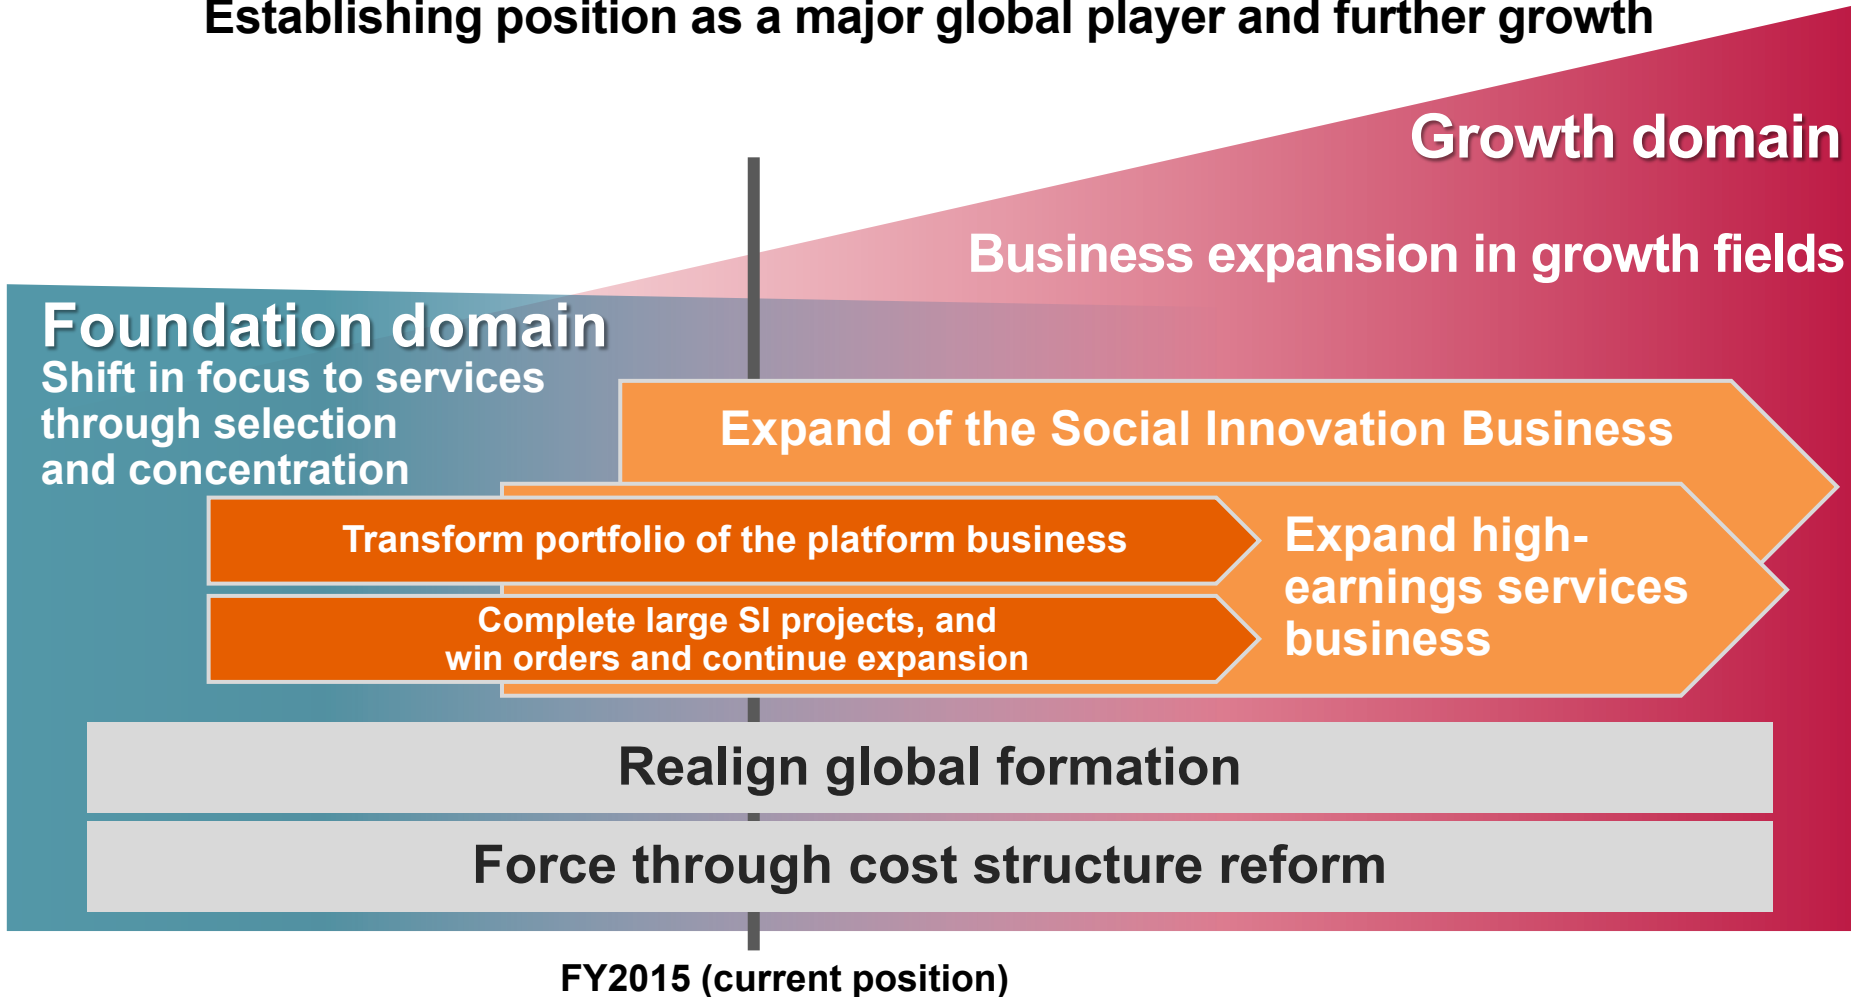 Establishing position as a major global player and further growth
Growth domain
Business expansion in growth fields
Foundation domain
Shift in focus to services
through selection
and concentration
Expand of the Social Innovation Business
Transform portfolio of the platform business
Expand high-
earnings services
business
Complete large SI projects, and
win orders and continue expansion
Realign global formation
Force through cost structure reform
FY2015 (current position)